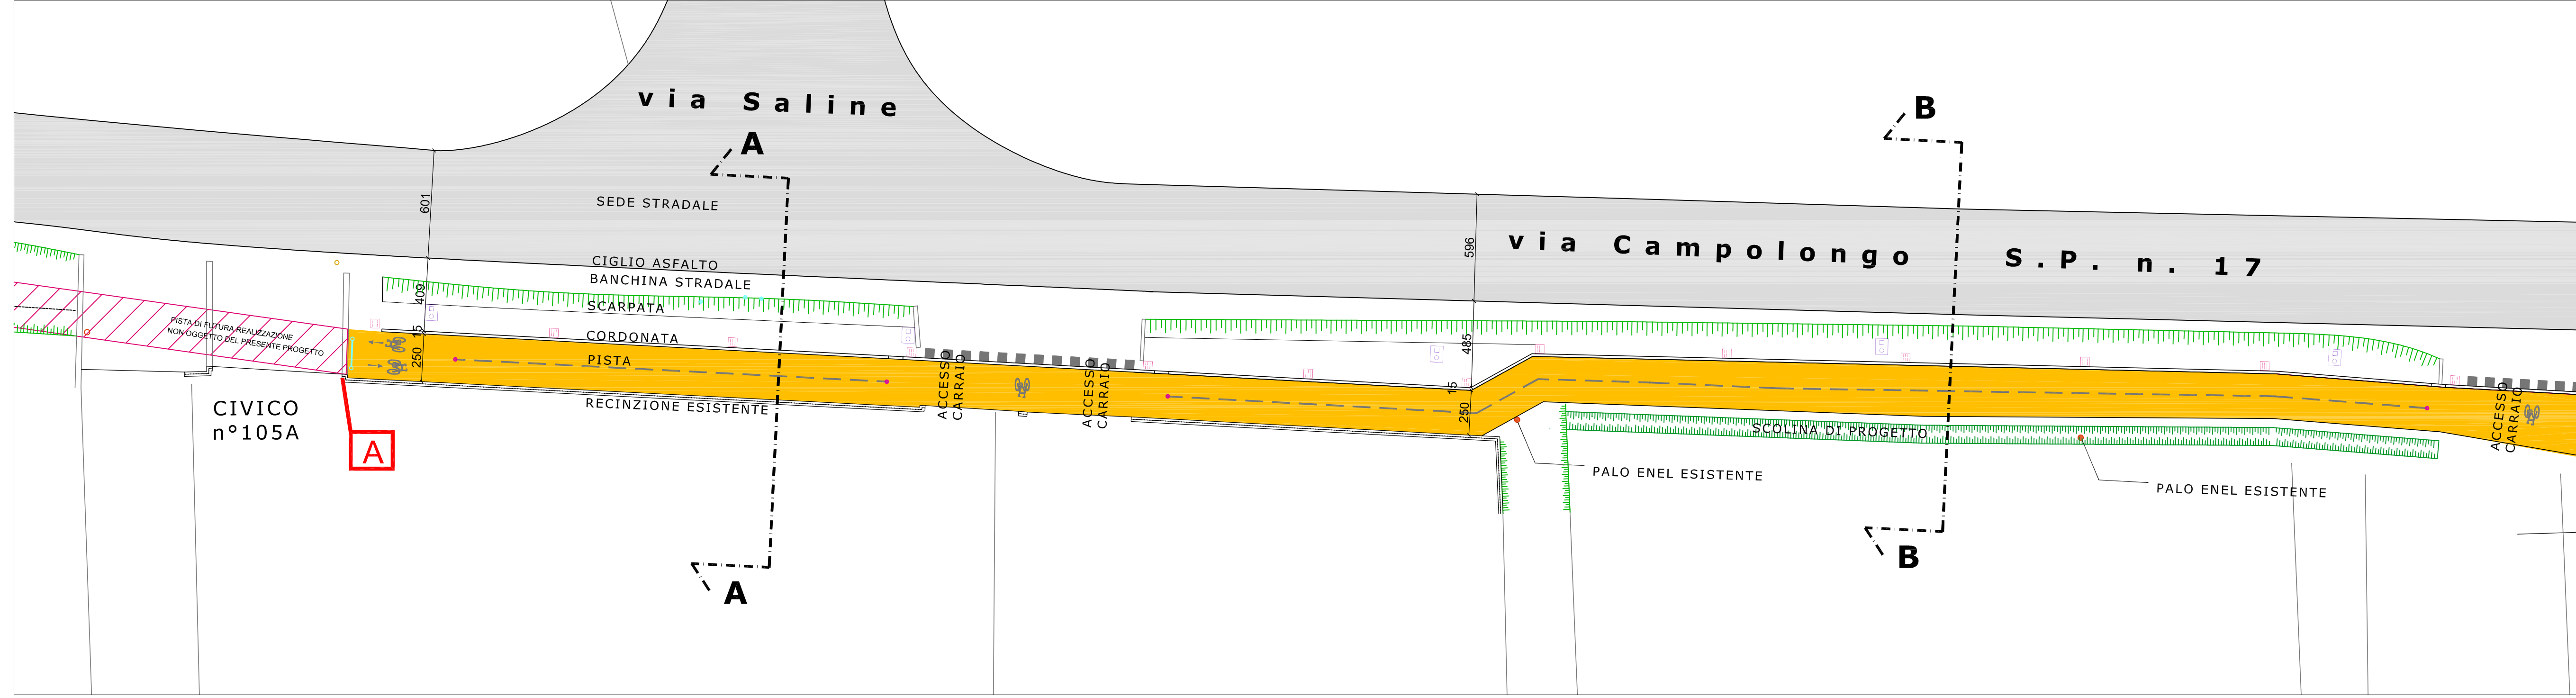 via Saline
A
B
601
SEDE STRADALE
596
via Campolongo S.P. n. 17
CIGLIO ASFALTO
BANCHINA STRADALE
409
SCARPATA
15
CORDONATA
250
PISTA
PISTA DI FUTURA REALIZZAZIONE
NON OGGETTO DEL PRESENTE PROGETTO
485
15
250
ACCESSO
CARRAIO
ACCESSO
CARRAIO
ACCESSO
CARRAIO
RECINZIONE ESISTENTE
CIVICO
n°105A
A
SCOLINA DI PROGETTO
PALO ENEL ESISTENTE
PALO ENEL ESISTENTE
A
B